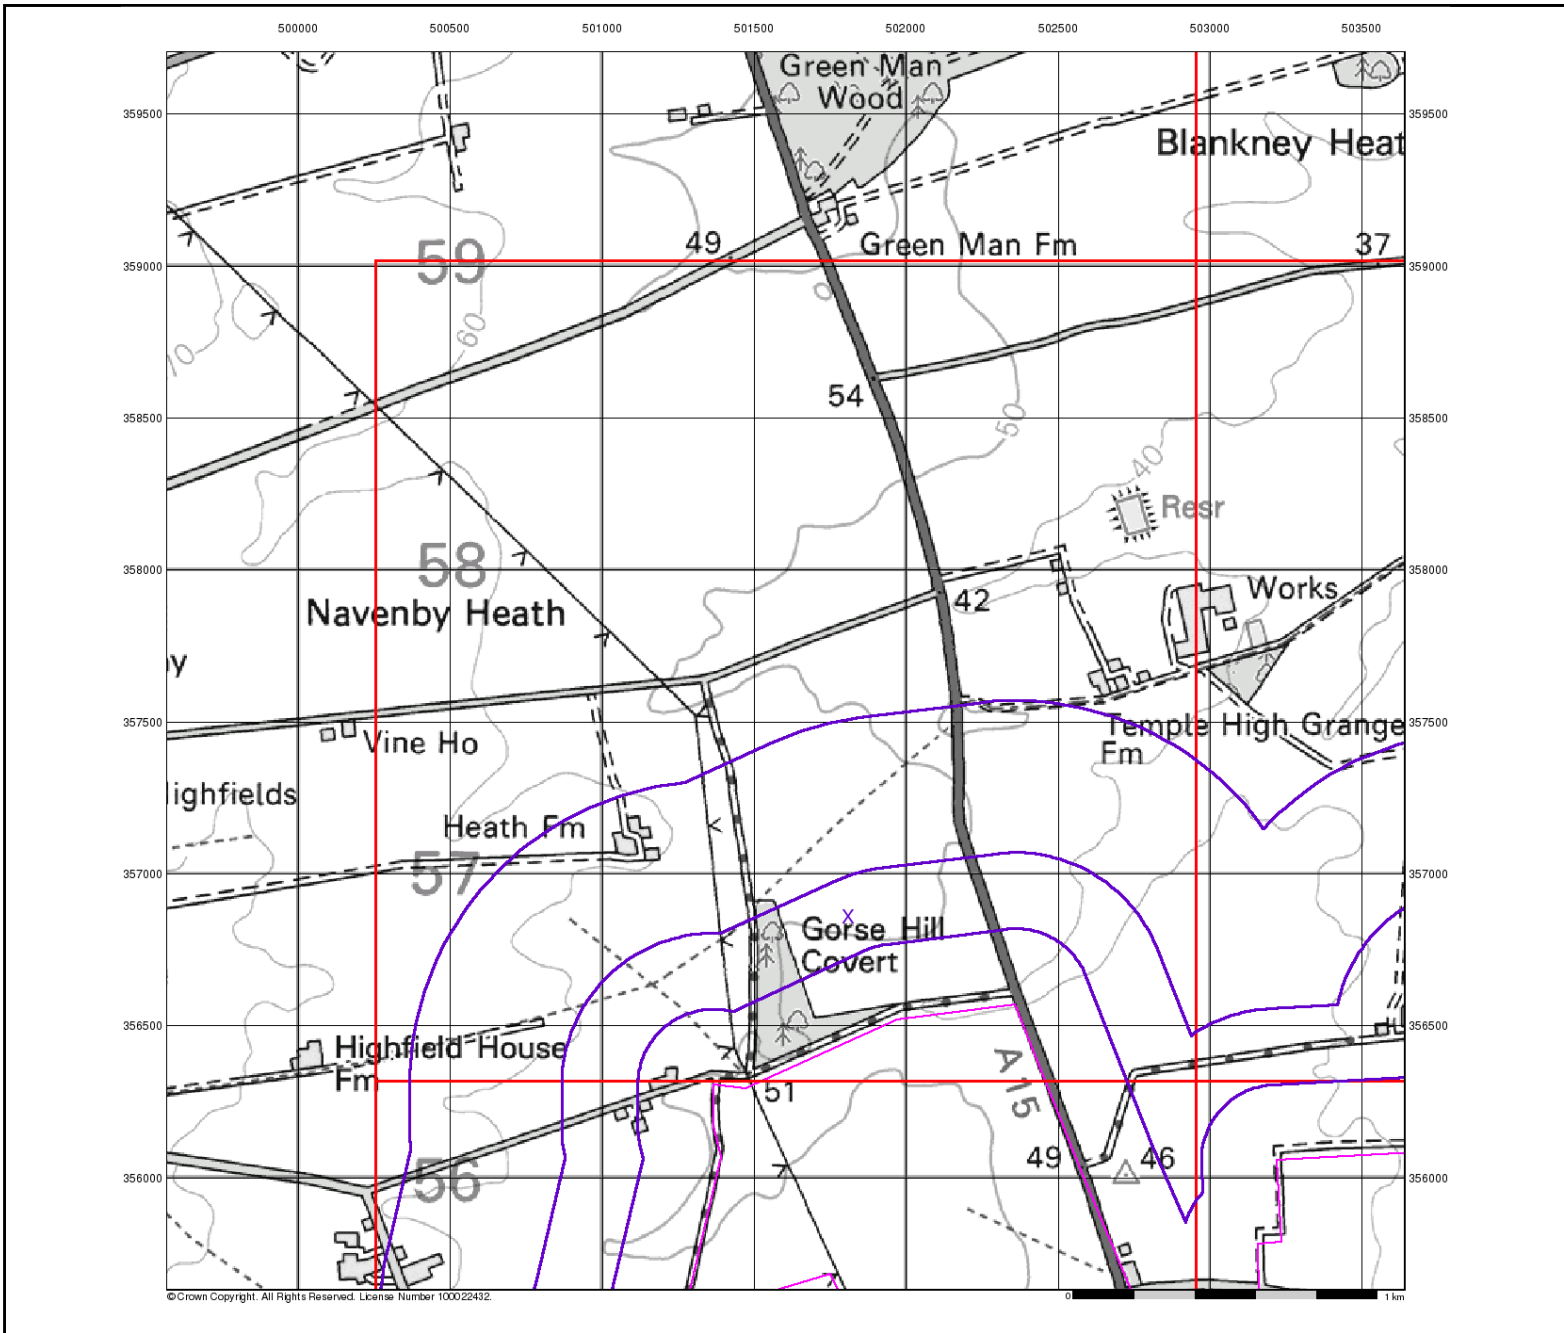 500000 500500 501000 501500 502000 502500 503000 503500
Green Man
Wood
359500 359500
Blankney Heat
49
Green Man Fm
37
59
359000 359000
0
60
10
54
358500 358500
50
40
Resr
58
358000 358000
Works
42
Navenby Heath
y
357500 Temple High Grange 357500
Vine Ho
Fm
lighfields
Heath Fm
57
357000 357000
X
Gorse Hill
Covert
356500 356500
Highfield House
Fm
51
A 15
49 46
56
356000 356000
© Crown Copyright. All Rights Reserved. License Number 100022432.
0 1 km